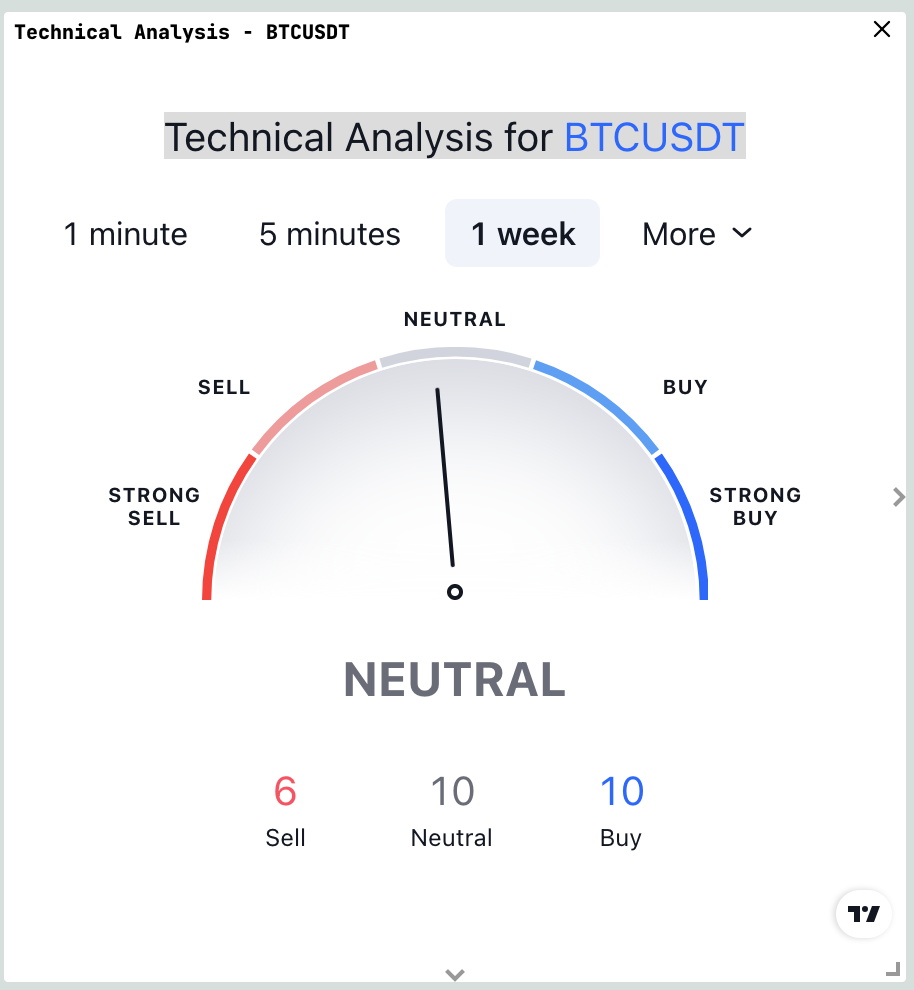 Technical Analysis - BTCUSDT
Technical Analysis for BTCUSDT
1 minute 5 minutes 1 week More
NEUTRAL
SELL BUY
STRONG SELL STRONG BUY
NEUTRAL
6 10 10
Sell Neutral Buy